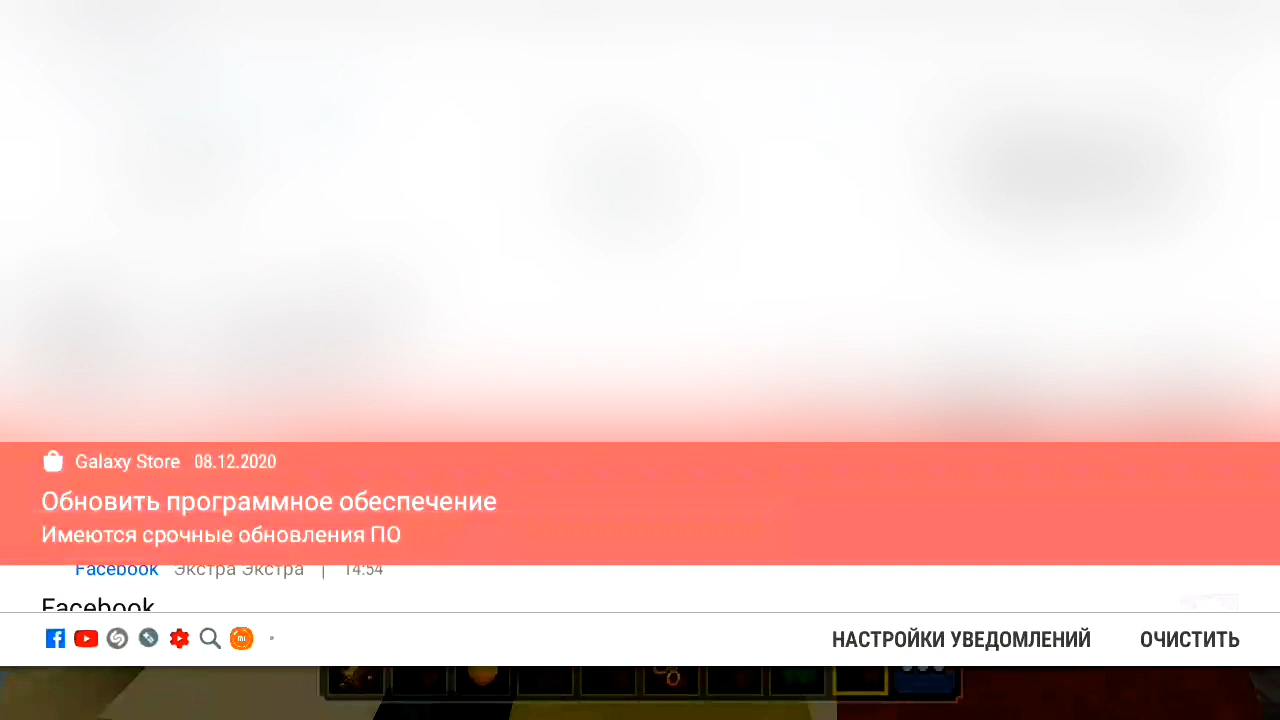 Galaxy Store 08.12.2020
Обновить программное обеспечение
Имеются срочные обновления ПО
Facebook Экстра Экстра | 14:54
Facebook
НАСТРОЙКИ УВЕДОМЛЕНИЙ ОЧИСТИТЬ